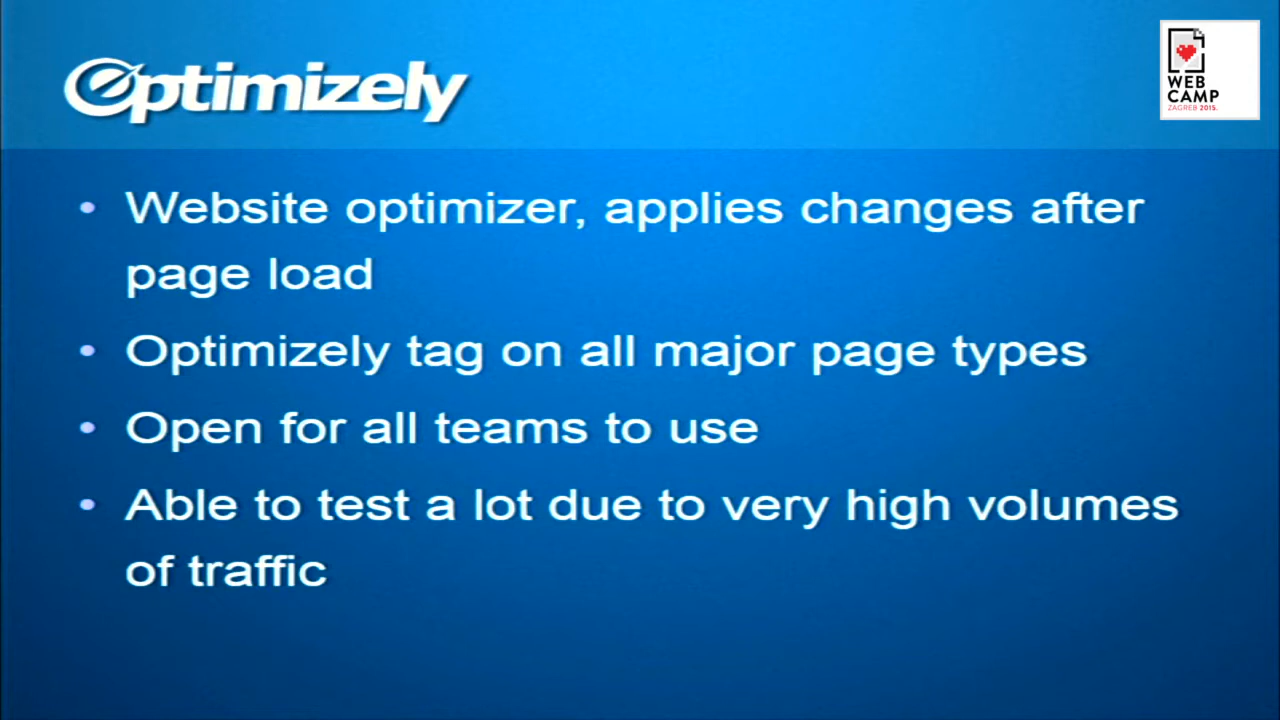 Optimizely
WEB
CAMP
ZAGREB 2015.
• Website optimizer, applies changes after
page load
• Optimizely tag on all major page types
• Open for all teams to use
• Able to test a lot due to very high volumes
of traffic